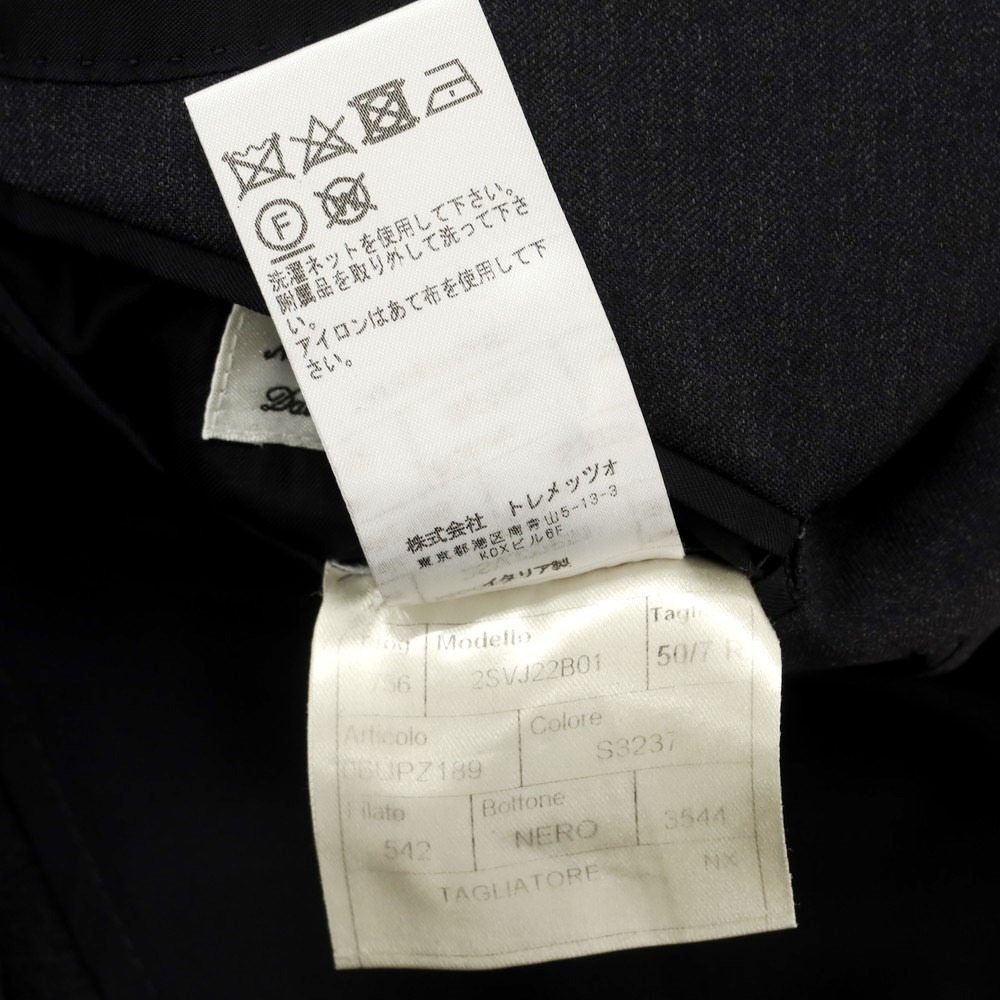 F
W
洗濯ネットを使用して下さい。
附属品を取り外して洗って下さ
い。
アイロンはあて布を使用して下
さい。
株式会社 トレメッツォ
東京都港区南青山5-13-3
KDXビル6F
イタリア製
Modello
2SVJ22B01
50/7 R
Articolo
Colore
S3237
542
Bottone
NERO
3544
TAGLIATORE
NX